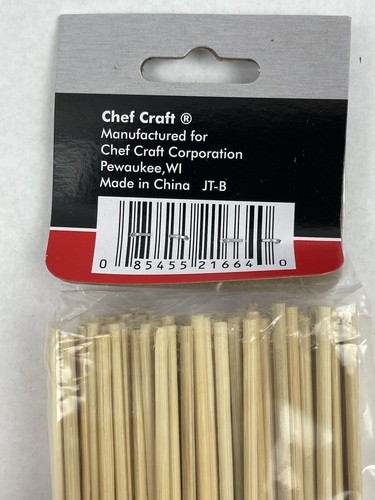 Chef Craft ®
Manufactured for
Chef Craft Corporation
Pewaukee,WI
Made in China JT-B
0 85455 21664 0